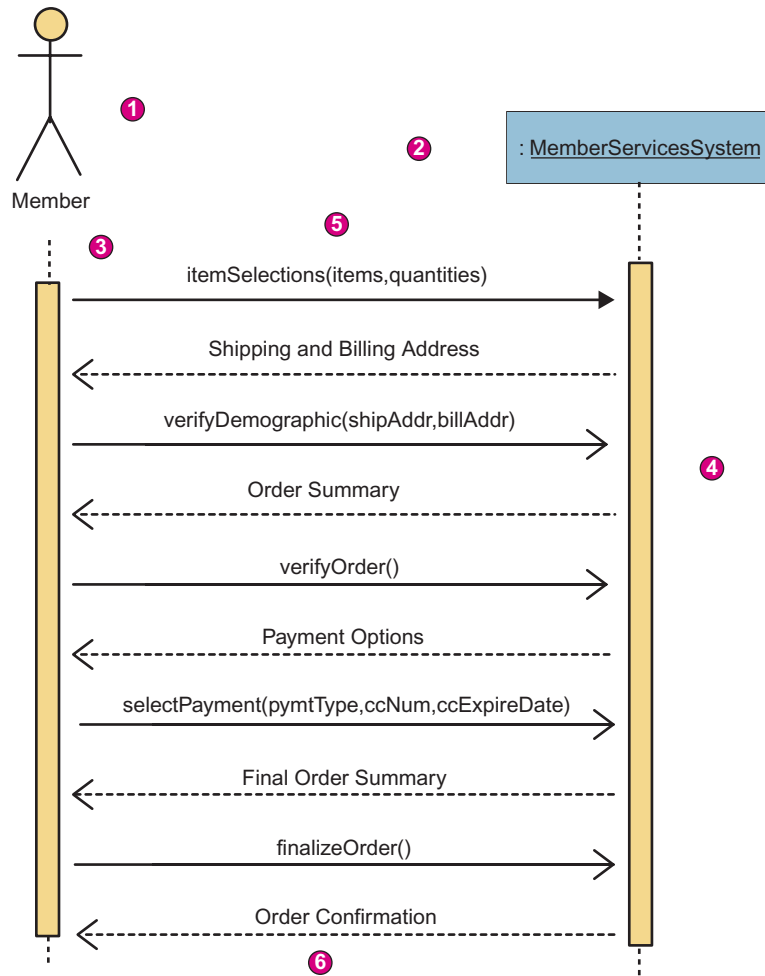 1
2
: MemberServicesSystem
Member
5
3
itemSelections(items,quantities)
Shipping and Billing Address
verifyDemographic(shipAddr,billAddr)
4
Order Summary
verifyOrder()
Payment Options
selectPayment(pymtType,ccNum,ccExpireDate)
Final Order Summary
finalizeOrder()
Order Confirmation
6